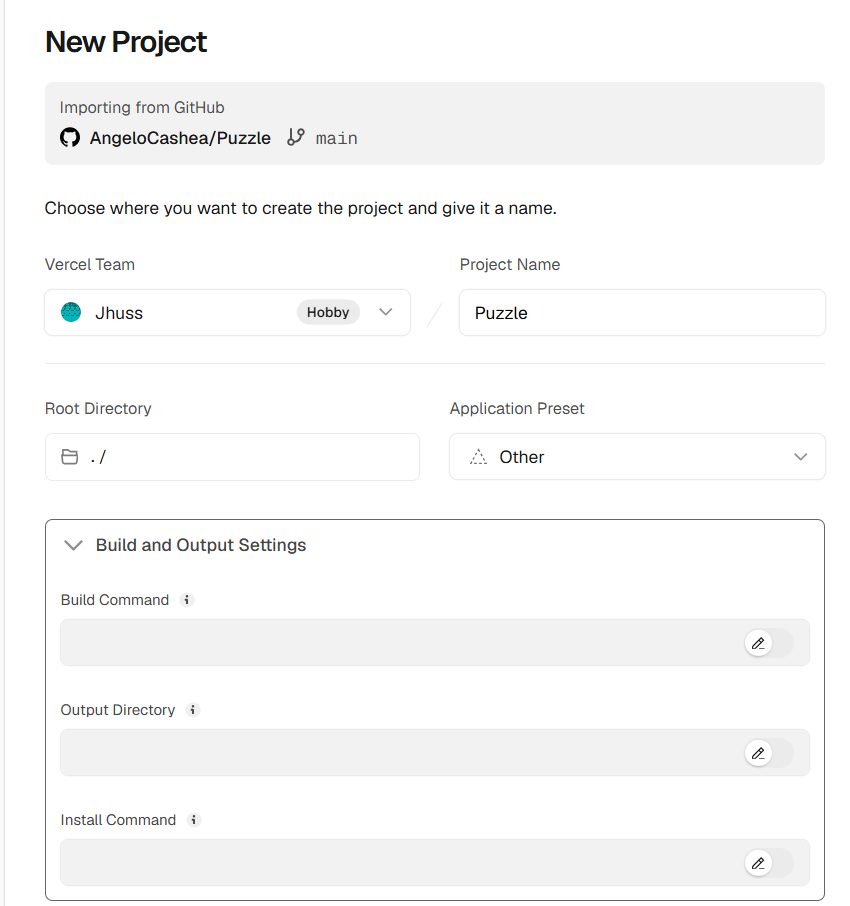 New Project
Importing from GitHub
AngeloCashea/Puzzle main
Choose where you want to create the project and give it a name.
Vercel Team
Project Name
Jhuss Hobby
/
Puzzle
Root Directory
Application Preset
./
Other
Build and Output Settings
Build Command i
Output Directory i
Install Command i